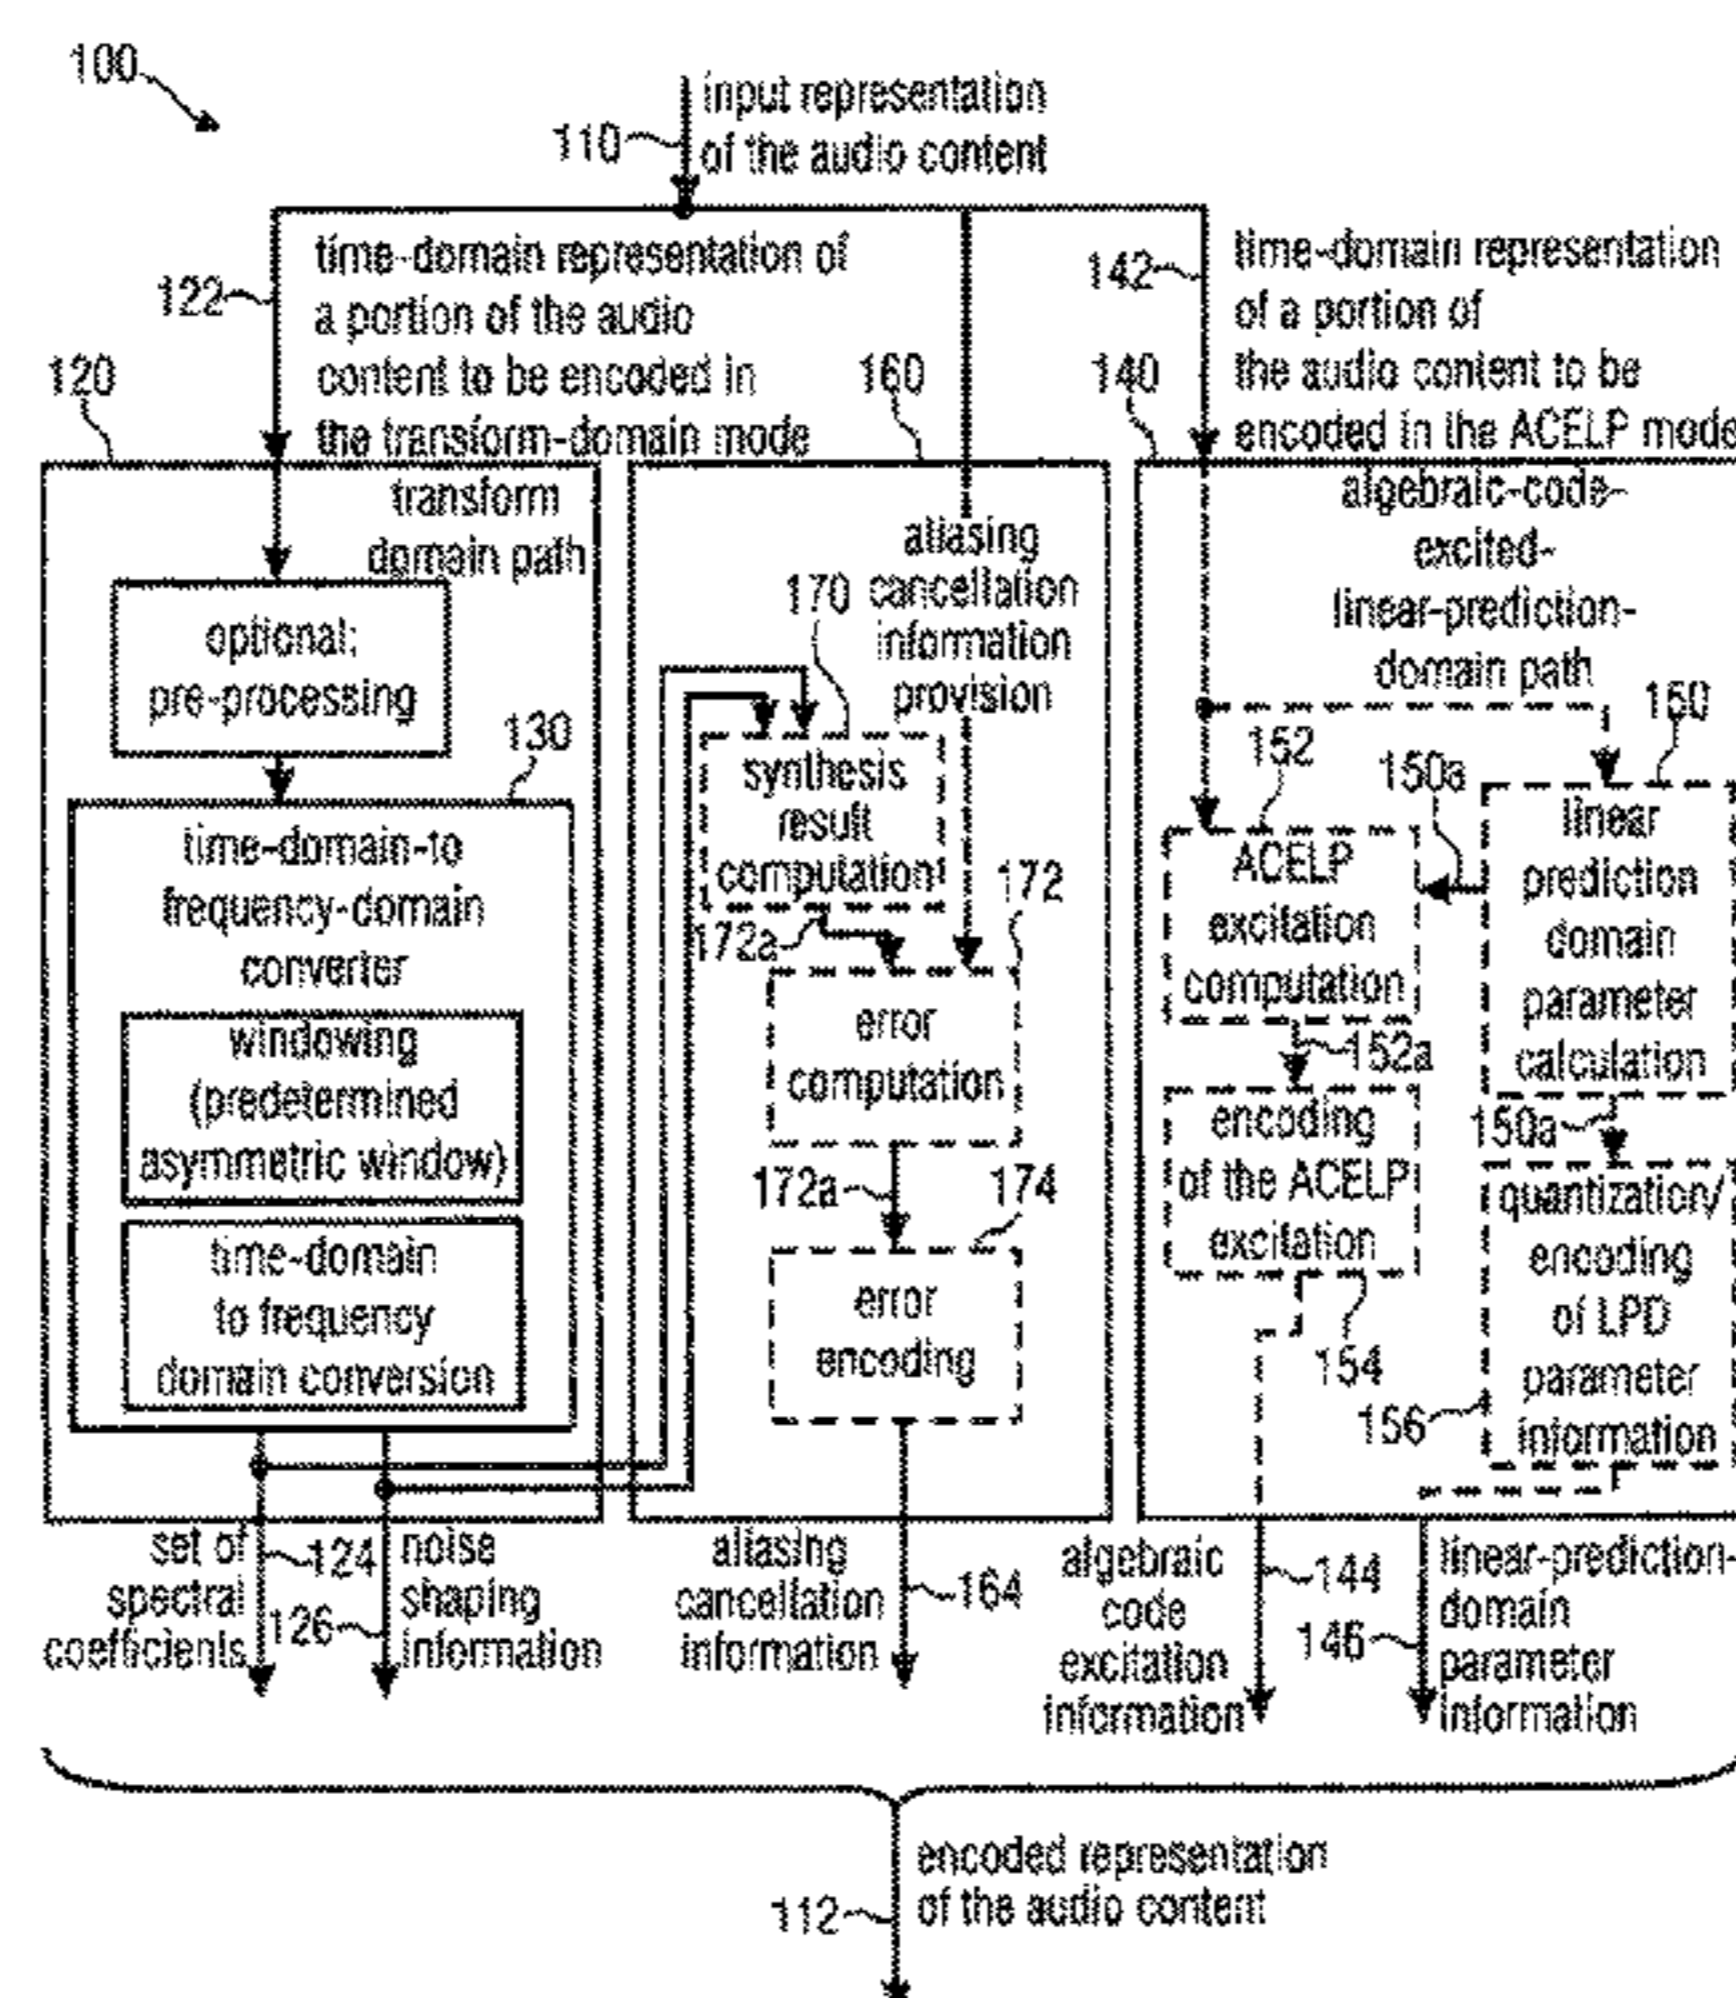 100
input representation
of the audio content
110
time-domain representation of
a portion of the audio
content to be encoded in
the transform-domain mode
122
142
time-domain representation
of a portion of
the audio content to be
encoded in the ACELP mode
120
160
140
transform
domain path
optional:
pre-processing
130
time-domain-to
frequency-domain
converter
windowing
(predetermined
asymmetric window)
time-domain
to frequency
domain conversion
aliasing
cancellation
information
provision
170
synthesis
result
computation
172a
172
error
computation
172a
174
error
encoding
algebraic-code-
excited-
linear-prediction-
domain path
152
150a
150
ACELP
excitation
computation
152a
encoding
of the ACELP
excitation
154
linear
prediction
domain
parameter
calculation
150a
quantization/
encoding
of LPD
parameter
information
156
set of
spectral
coefficients
124
126
noise
shaping
information
aliasing
cancellation
information
164
algebraic
code
excitation
information
144
146
linear-prediction-
domain
parameter
information
encoded representation
of the audio content
112